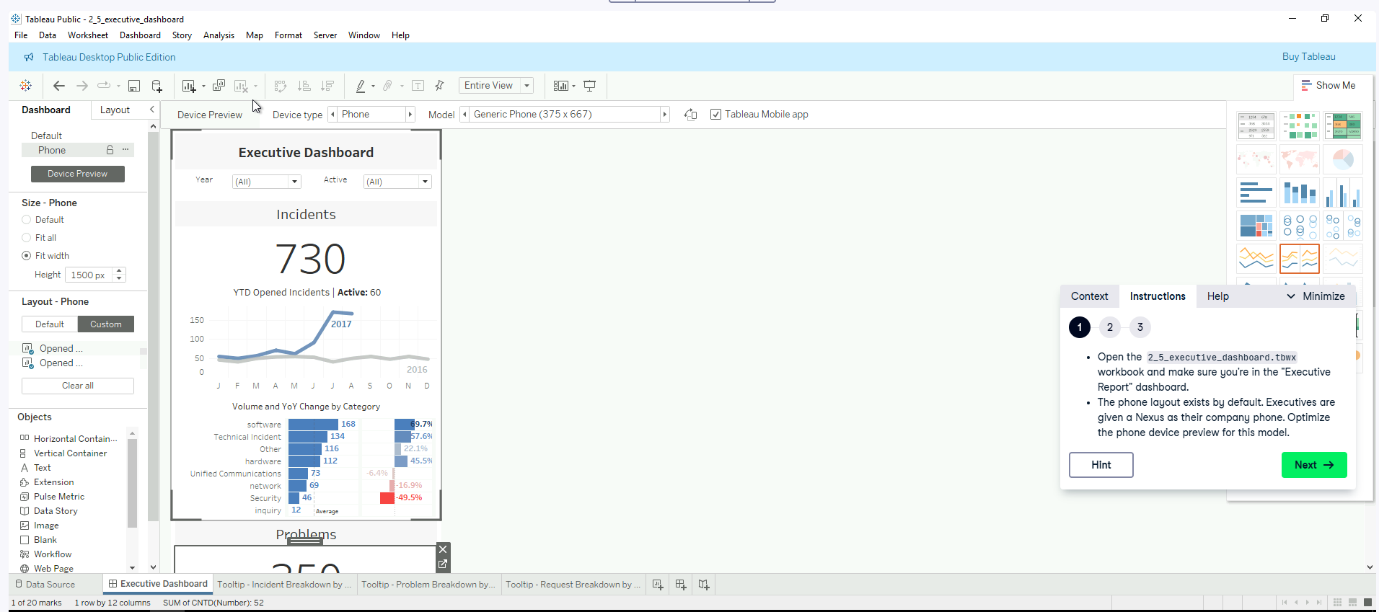 Tableau Public - 2_5_executive_dashboard
File Data Worksheet Dashboard Story Analysis Map Format Server Window Help
Tableau Desktop Public Edition Buy Tableau
Entire View Show Me
Dashboard Layout
Device Preview Device type Phone Model Generic Phone (375 x 667) Tableau Mobile app
Default
Phone
Device Preview
Size - Phone
Default
Fit all
Fit width
Height 1500 px
Layout - Phone
Default Custom
Opened ...
Opened ...
Clear all
Objects
Horizontal Contain...
Vertical Container
Text
Extension
Pulse Metric
Data Story
Image
Blank
Workflow
Web Page
Executive Dashboard
Year (All) Active (All)
Incidents
730
YTD Opened Incidents | Active: 60
150
100
50
0
2017
2016
J F M A M J J A S O N D
Volume and YoY Change by Category
software 168 69.7%
Technical Incident 134 57.6%
Other 116 22.1%
hardware 112 45.5%
Unified Communications 73 -6.4%
network 69 -16.9%
Security 46 -49.5%
inquiry 12 Average
Problems
350
Context Instructions Help Minimize
1 2 3
Open the 2_5_executive_dashboard.tbwx
workbook and make sure you're in the "Executive
Report" dashboard.
The phone layout exists by default. Executives are
given a Nexus as their company phone. Optimize
the phone device preview for this model.
Hint Next →
Data Source Executive Dashboard Tooltip - Incident Breakdown by ... Tooltip - Problem Breakdown by... Tooltip - Request Breakdown by ...
1 of 20 marks 1 row by 12 columns SUM of CNTD(Number): 52